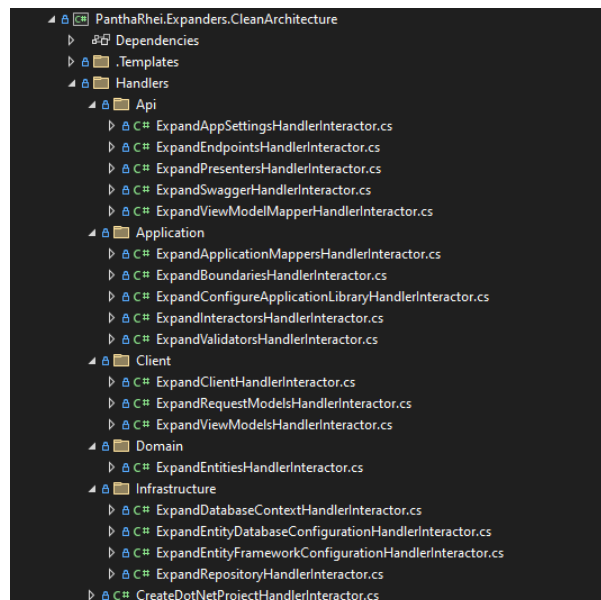 C# PanthaRhei.Expanders.CleanArchitecture
Dependencies
.Templates
Handlers
Api
C# ExpandAppSettingsHandlerInteractor.cs
C# ExpandEndpointsHandlerInteractor.cs
C# ExpandPresentersHandlerInteractor.cs
C# ExpandSwaggerHandlerInteractor.cs
C# ExpandViewModelMapperHandlerInteractor.cs
Application
C# ExpandApplicationMappersHandlerInteractor.cs
C# ExpandBoundariesHandlerInteractor.cs
C# ExpandConfigureApplicationLibraryHandlerInteractor.cs
C# ExpandInteractorsHandlerInteractor.cs
C# ExpandValidatorsHandlerInteractor.cs
Client
C# ExpandClientHandlerInteractor.cs
C# ExpandRequestModelsHandlerInteractor.cs
C# ExpandViewModelsHandlerInteractor.cs
Domain
C# ExpandEntitiesHandlerInteractor.cs
Infrastructure
C# ExpandDatabaseContextHandlerInteractor.cs
C# ExpandEntityDatabaseConfigurationHandlerInteractor.cs
C# ExpandEntityFrameworkConfigurationHandlerInteractor.cs
C# ExpandRepositoryHandlerInteractor.cs
C# CreateDotNetProjectHandlerInteractor.cs